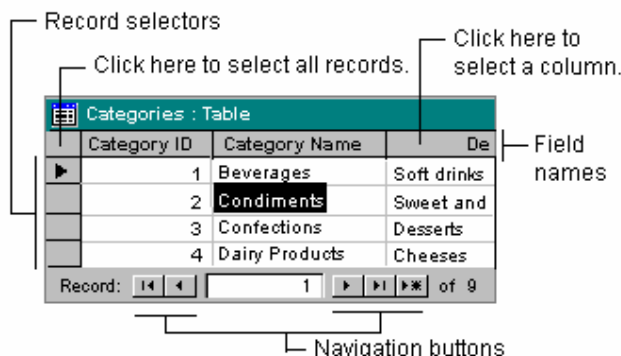 Record selectors
Click here to select all records.
Click here to
select a column.
Categories : Table
Category ID Category Name De
Field
names
1 Beverages Soft drinks
2 Condiments Sweet and
3 Confections Desserts
4 Dairy Products Cheeses
Record: 1 of 9
Navigation buttons